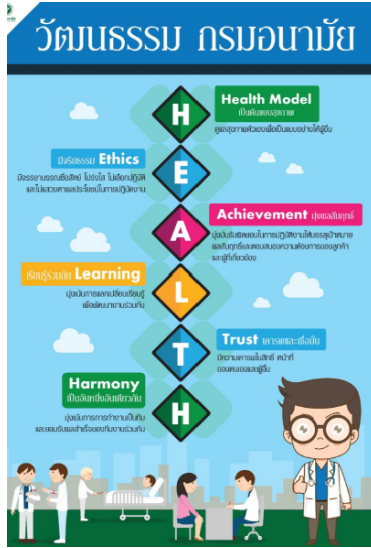 วัฒนธรรม กรมอนามัย
H
Health Model
เป็นต้นแบบสุขภาพ
ดูแลสุขภาพตัวเองเพื่อเป็นแบบอย่างให้ผู้อื่น
มีจริยธรรม Ethics
มีจรรยาบรรณซื่อสัตย์ โปร่งใส ไม่เลือกปฏิบัติ
และไม่แสวงหาผลประโยชน์ในการปฏิบัติงาน
E
A
Achievement มุ่งผลสัมฤทธิ์
มุ่งมั่นรับผิดชอบในการปฏิบัติงานให้บรรลุเป้าหมาย
ผลสัมฤทธิ์และตอบสนองความต้องการของลูกค้า
และผู้ที่เกี่ยวข้อง
เรียนรู้ร่วมกัน Learning
มุ่งเน้นการแลกเปลี่ยนเรียนรู้
เพื่อพัฒนางานร่วมกัน
L
T
Trust เคารพและเชื่อมั่น
มีความเคารพในสิทธิ์ หน้าที่
ของตนเองและผู้อื่น
Harmony
เป็นอันหนึ่งอันเดียวกัน
มุ่งเน้นการทำงานเป็นทีม
และยอมรับผลสำเร็จของทีมงานร่วมกัน
H